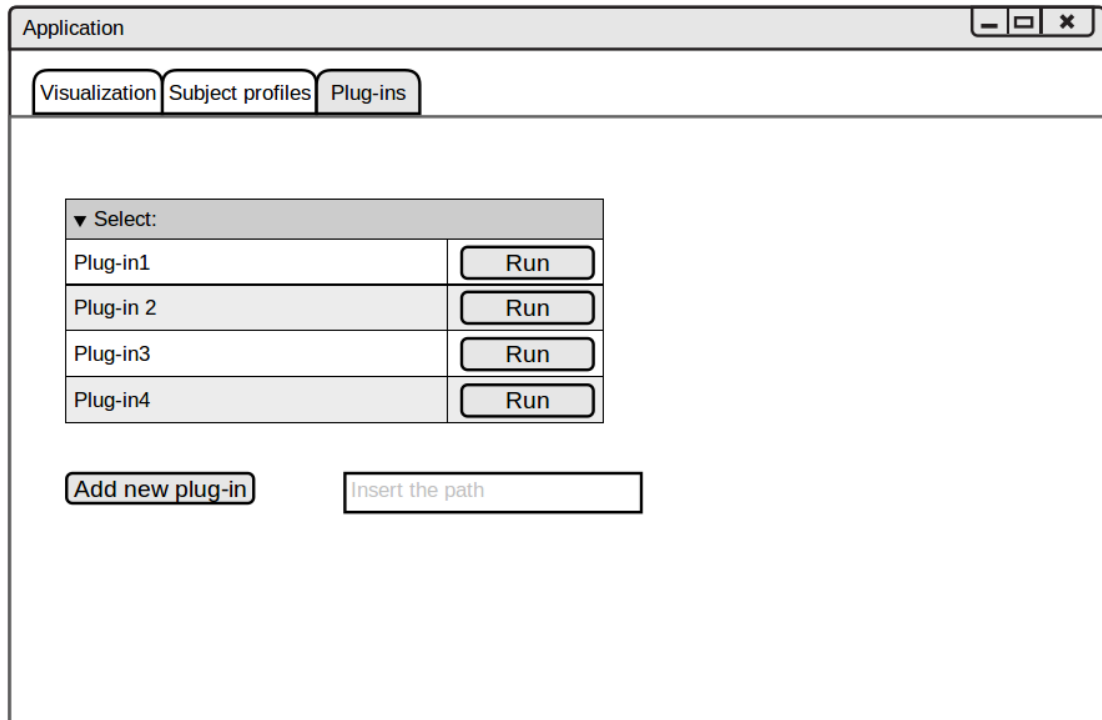 Application
Visualization Subject profiles Plug-ins
▼ Select:
Plug-in1 Run
Plug-in 2 Run
Plug-in3 Run
Plug-in4 Run
Add new plug-in Insert the path